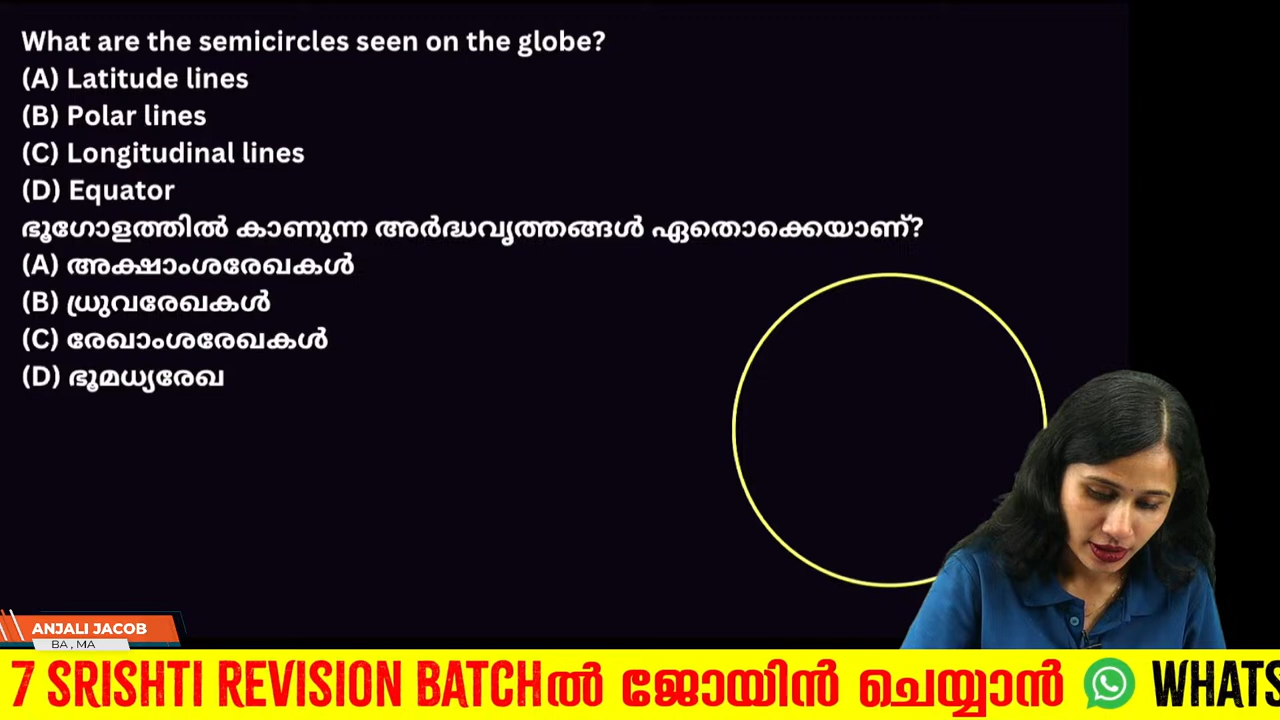 What are the semicircles seen on the globe?
(A) Latitude lines
(B) Polar lines
(C) Longitudinal lines
(D) Equator
ഭൂഗോളത്തിൽ കാണുന്ന അർദ്ധവൃത്തങ്ങൾ ഏതൊക്കെയാണ്?
(A) അക്ഷാംശരേഖകൾ
(B) ധ്രുവരേഖകൾ
(C) രേഖാംശരേഖകൾ
(D) ഭൂമധ്യരേഖ
ANJALI JACOB
BA , MA
7 SRISHTI REVISION BATCHൽ ജോയിൻ ചെയ്യാൻ WHATS